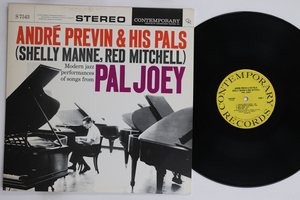 S7543
STEREO
CONTEMPORARY
ANDRÉ PREVIN & HIS PALS
(SHELLY MANNE, RED MITCHELL)
Modern jazz
performances
of songs from
PAL JOEY
CONTEMPORARY
RECORDS